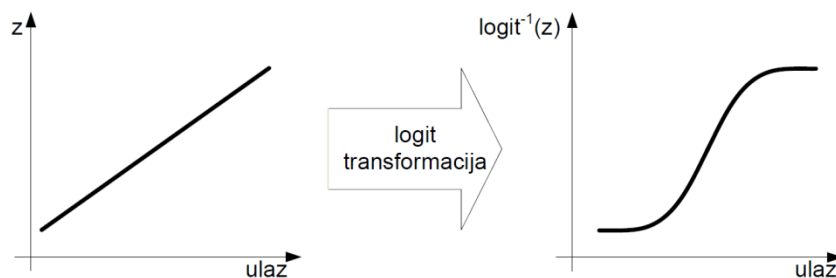 z
ulaz
logit
transformacija
logit⁻¹(z)
ulaz